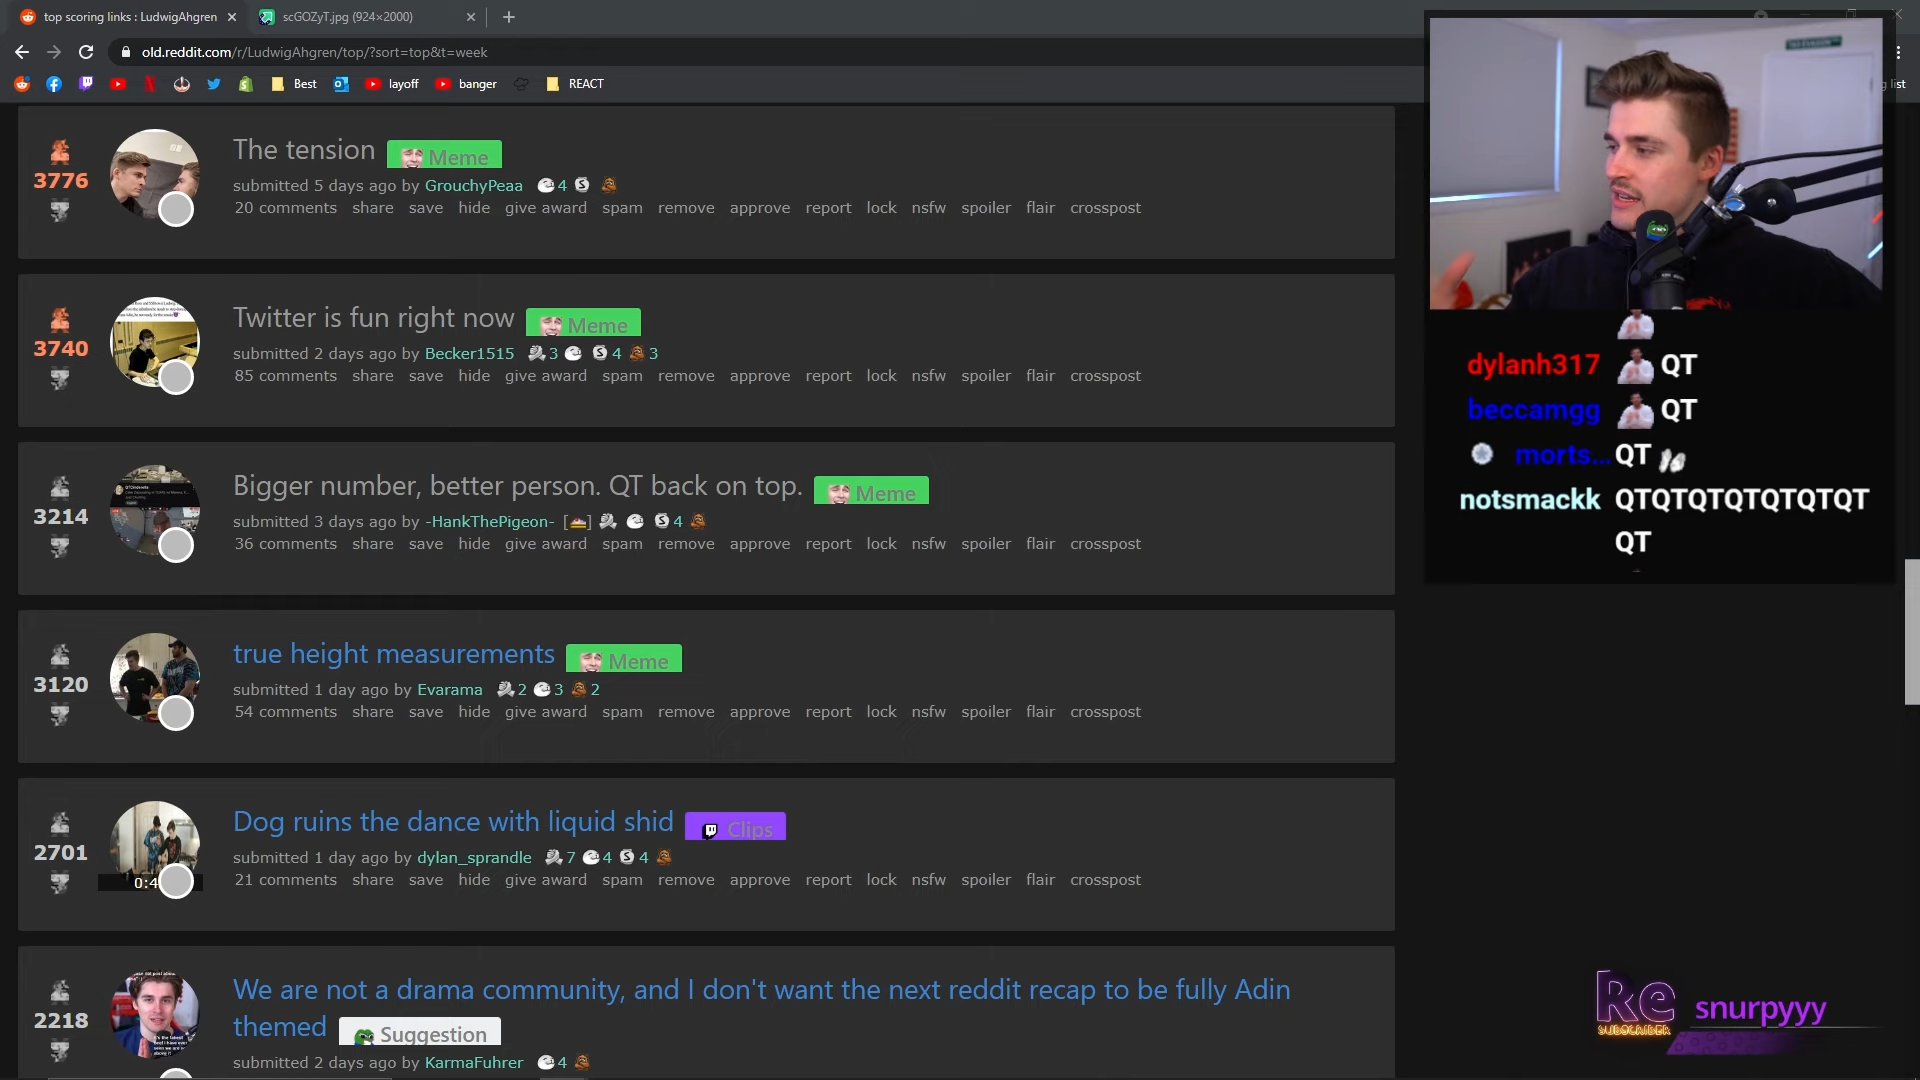 top scoring links : LudwigAhgren
scGOZyT.jpg (924×2000)
old.reddit.com/r/LudwigAhgren/top/?sort=top&t=week
Best layoff banger REACT
g list
The tension Meme
3776
submitted 5 days ago by GrouchyPeaa 4
20 comments share save hide give award spam remove approve report lock nsfw spoiler flair crosspost
Twitter is fun right now Meme
3740
submitted 2 days ago by Becker1515 3 4 3
85 comments share save hide give award spam remove approve report lock nsfw spoiler flair crosspost
Bigger number, better person. QT back on top. Meme
3214
submitted 3 days ago by -HankThePigeon- [ ] 4
36 comments share save hide give award spam remove approve report lock nsfw spoiler flair crosspost
true height measurements Meme
3120
submitted 1 day ago by Evarama 2 3 2
54 comments share save hide give award spam remove approve report lock nsfw spoiler flair crosspost
Dog ruins the dance with liquid shid Clips
2701
submitted 1 day ago by dylan_sprandle 7 4 4
0:4
21 comments share save hide give award spam remove approve report lock nsfw spoiler flair crosspost
We are not a drama community, and I don't want the next reddit recap to be fully Adin
themed Suggestion
2218
submitted 2 days ago by KarmaFuhrer 4
dylanh317 QT
beccamgg QT
morts... QT
notsmackk QTQTQTQTQTQTQT
QT
Re
SUBSCRIBER
snurpyyy